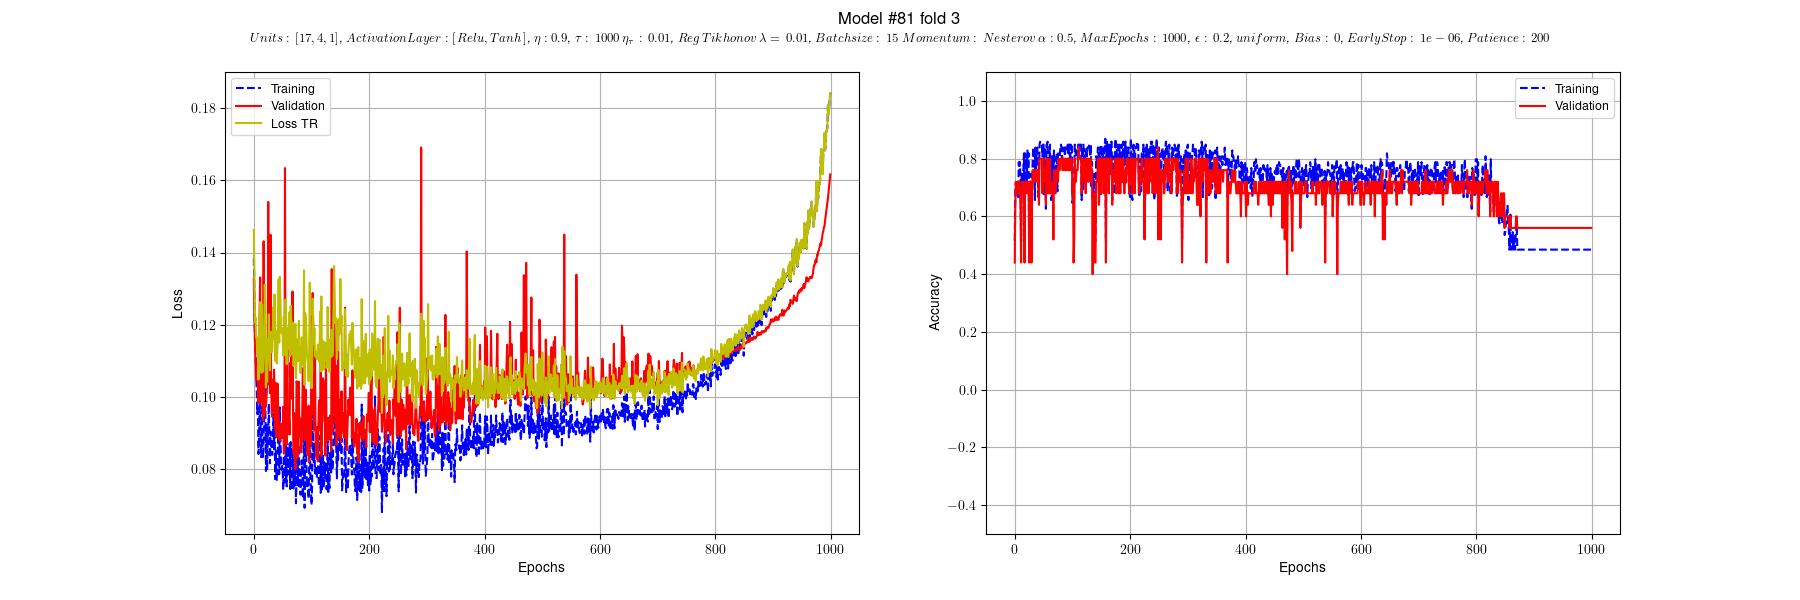 Model #81 fold 3
Units : [17, 4, 1], ActivationLayer : [Relu, Tanh], η : 0.9, τ : 1000 η_τ : 0.01, Reg Tikhonov λ = 0.01, Batchsize : 15 Momentum : Nesterov α : 0.5, MaxEpochs : 1000, ϵ : 0.2, uniform, Bias : 0, EarlyStop : 1e − 06, Patience : 200
Training
Validation
Loss TR
0.18
0.16
0.14
0.12
0.10
0.08
Loss
0 200 400 600 800 1000
Epochs
Training
Validation
1.0
0.8
0.6
0.4
0.2
0.0
−0.2
−0.4
Accuracy
0 200 400 600 800 1000
Epochs